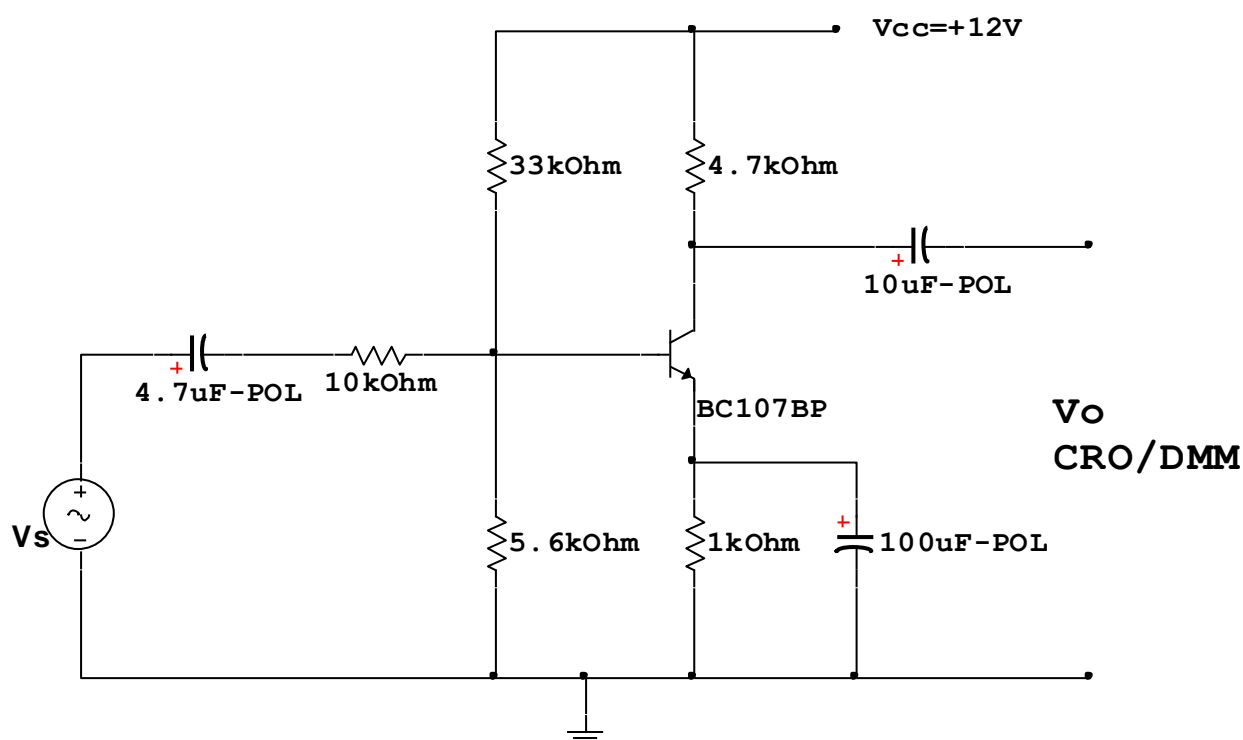 Vcc=+12V
33kOhm
4.7kOhm
+
10uF-POL
+
4.7uF-POL
10kOhm
BC107BP
Vo
CRO/DMM
+
Vs
−
5.6kOhm
1kOhm
+
100uF-POL